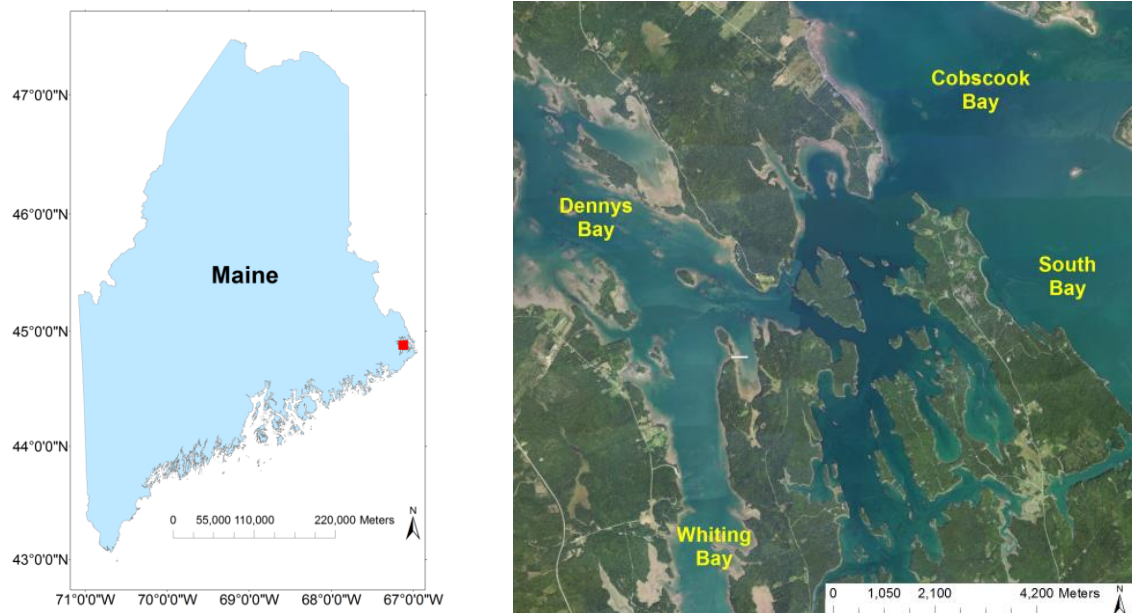 47°0'0"N
46°0'0"N
45°0'0"N
44°0'0"N
43°0'0"N
Maine
0 55,000 110,000 220,000 Meters
N
71°0'0"W 70°0'0"W 69°0'0"W 68°0'0"W 67°0'0"W
Cobscook
Bay
Dennys
Bay
South
Bay
Whiting
Bay
0 1,050 2,100 4,200 Meters
N